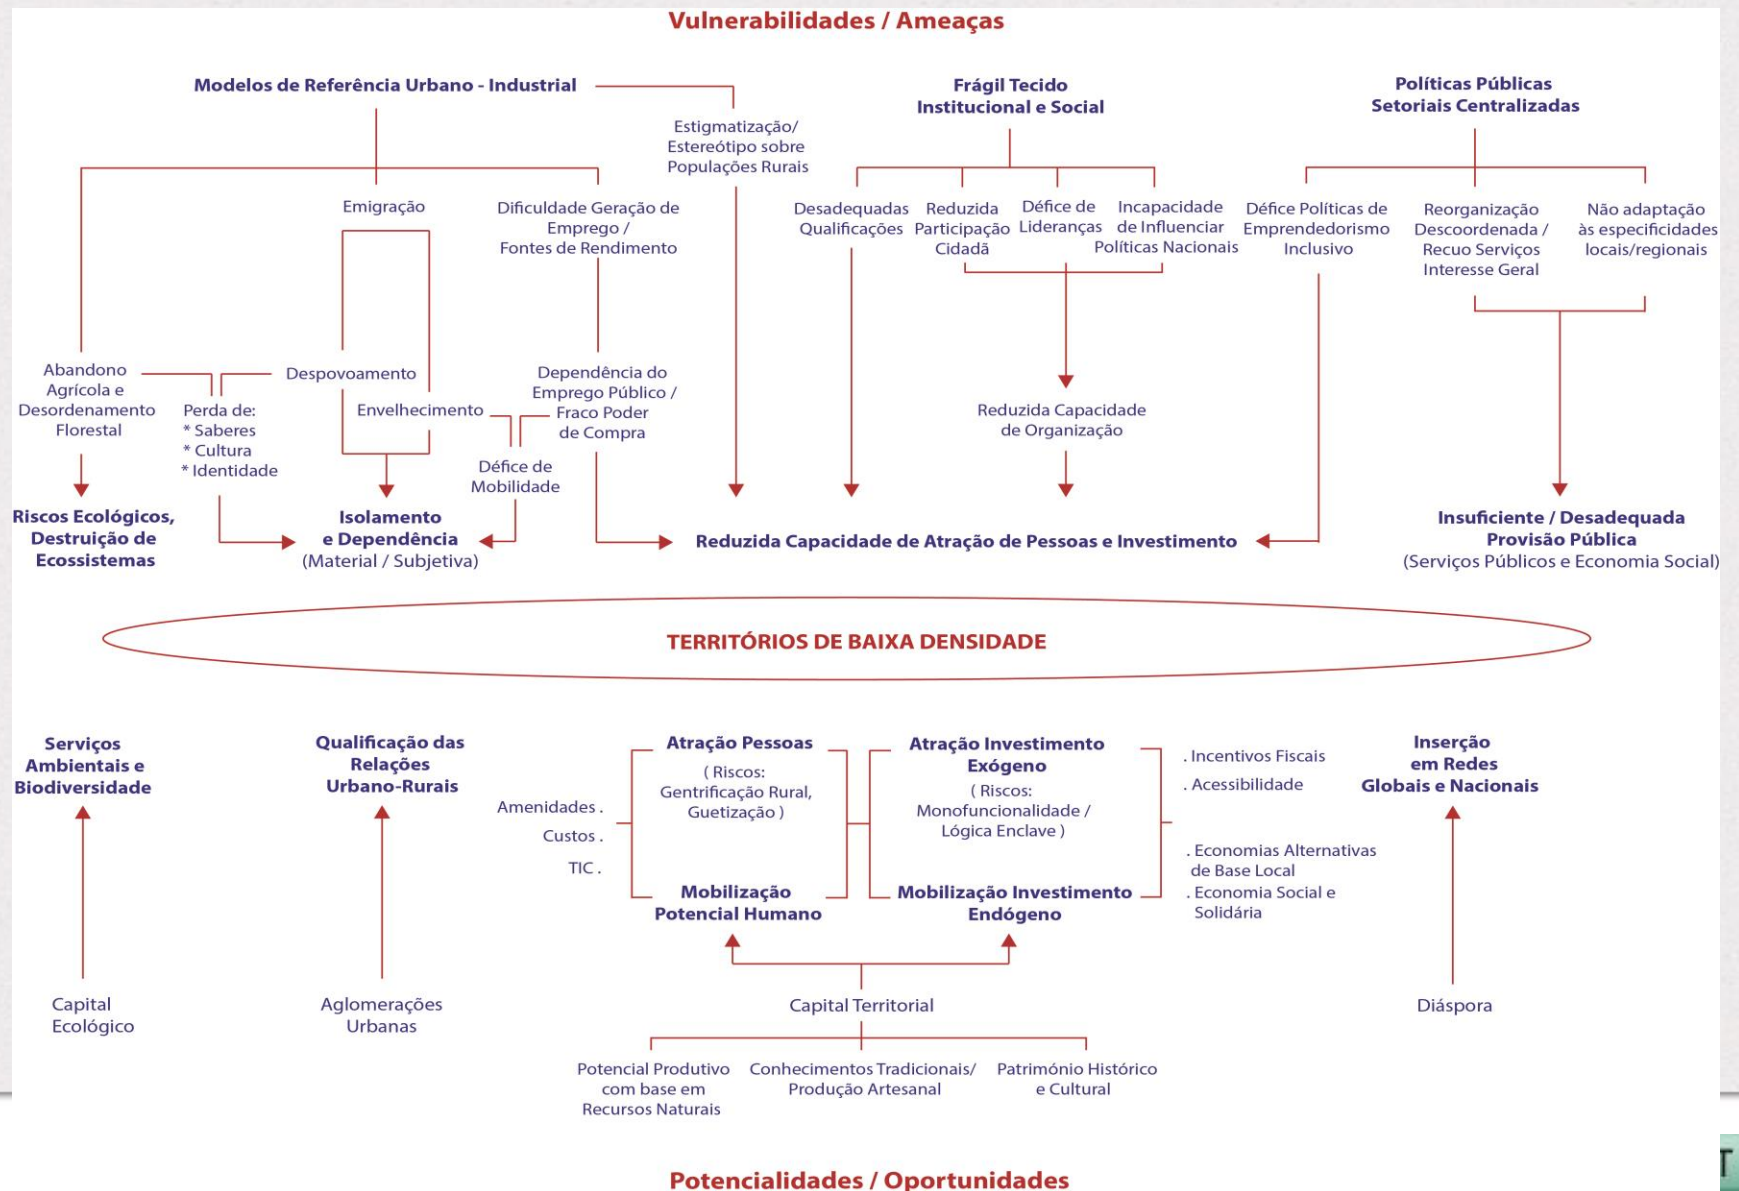 Vulnerabilidades / Ameaças
Modelos de Referência Urbano - Industrial
Frágil Tecido
Institucional e Social
Políticas Públicas
Setoriais Centralizadas
Estigmatização/
Estereótipo sobre
Populações Rurais
Emigração
Dificuldade Geração de
Emprego /
Fontes de Rendimento
Desadequadas
Qualificações
Reduzida
Participação
Cidadã
Défice de
Lideranças
Incapacidade
de Influenciar
Políticas Nacionais
Défice Políticas de
Emprendedorismo
Inclusivo
Reorganização
Descoordenada /
Recuo Serviços
Interesse Geral
Não adaptação
às especificidades
locais/regionais
Abandono
Agrícola e
Desordenamento
Florestal
Perda de:
* Saberes
* Cultura
* Identidade
Despovoamento
Envelhecimento
Dependência do
Emprego Público /
Fraco Poder
de Compra
Défice de
Mobilidade
Reduzida Capacidade
de Organização
Riscos Ecológicos,
Destruição de
Ecossistemas
Isolamento
e Dependência
(Material / Subjetiva)
Reduzida Capacidade de Atração de Pessoas e Investimento
Insuficiente / Desadequada
Provisão Pública
(Serviços Públicos e Economia Social)
TERRITÓRIOS DE BAIXA DENSIDADE
Serviços
Ambientais e
Biodiversidade
Qualificação das
Relações
Urbano-Rurais
Amenidades .
Custos .
TIC .
Atração Pessoas
( Riscos:
Gentrificação Rural,
Guetização )
Mobilização
Potencial Humano
Atração Investimento
Exógeno
( Riscos:
Monofuncionalidade /
Lógica Enclave )
Mobilização Investimento
Endógeno
. Incentivos Fiscais
. Acessibilidade
. Economias Alternativas
de Base Local
. Economia Social e
Solidária
Inserção
em Redes
Globais e Nacionais
Capital
Ecológico
Aglomerações
Urbanas
Capital Territorial
Diáspora
Potencial Produtivo
com base em
Recursos Naturais
Conhecimentos Tradicionais/
Produção Artesanal
Património Histórico
e Cultural
Potencialidades / Oportunidades
T